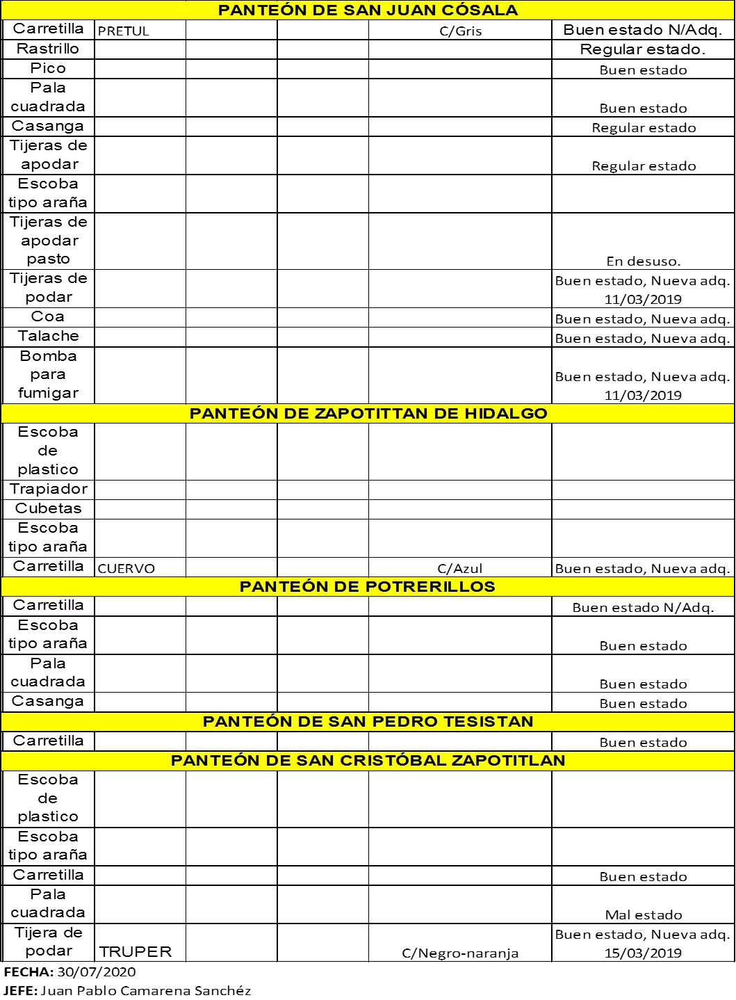 PANTEÓN DE SAN JUAN CÓSALA
Carretilla PRETUL C/Gris Buen estado N/Adq.
Rastrillo Regular estado.
Pico Buen estado
Pala
cuadrada Buen estado
Casanga Regular estado
Tijeras de
apodar Regular estado
Escoba
tipo araña
Tijeras de
apodar
pasto En desuso.
Tijeras de Buen estado, Nueva adq.
podar 11/03/2019
Coa Buen estado, Nueva adq.
Talache Buen estado, Nueva adq.
Bomba
para Buen estado, Nueva adq.
fumigar 11/03/2019
PANTEÓN DE ZAPOTITTAN DE HIDALGO
Escoba
de
plastico
Trapiador
Cubetas
Escoba
tipo araña
Carretilla CUERVO C/Azul Buen estado, Nueva adq.
PANTEÓN DE POTRERILLOS
Carretilla Buen estado N/Adq.
Escoba
tipo araña Buen estado
Pala
cuadrada Buen estado
Casanga Buen estado
PANTEÓN DE SAN PEDRO TESISTAN
Carretilla Buen estado
PANTEÓN DE SAN CRISTÓBAL ZAPOTITLAN
Escoba
de
plastico
Escoba
tipo araña
Carretilla Buen estado
Pala
cuadrada Mal estado
Tijera de Buen estado, Nueva adq.
podar TRUPER C/Negro-naranja 15/03/2019
FECHA: 30/07/2020
JEFE: Juan Pablo Camarena Sanchéz